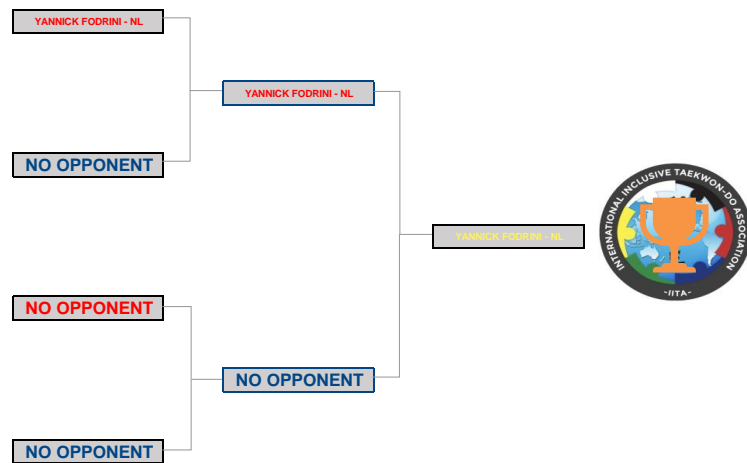 YANNICK FODRINI - NL
YANNICK FODRINI - NL
NO OPPONENT
YANNICK FODRINI - NL
INTERNATIONAL INCLUSIVE TAEKWON-DO ASSOCIATION
-IITA-
NO OPPONENT
NO OPPONENT
NO OPPONENT